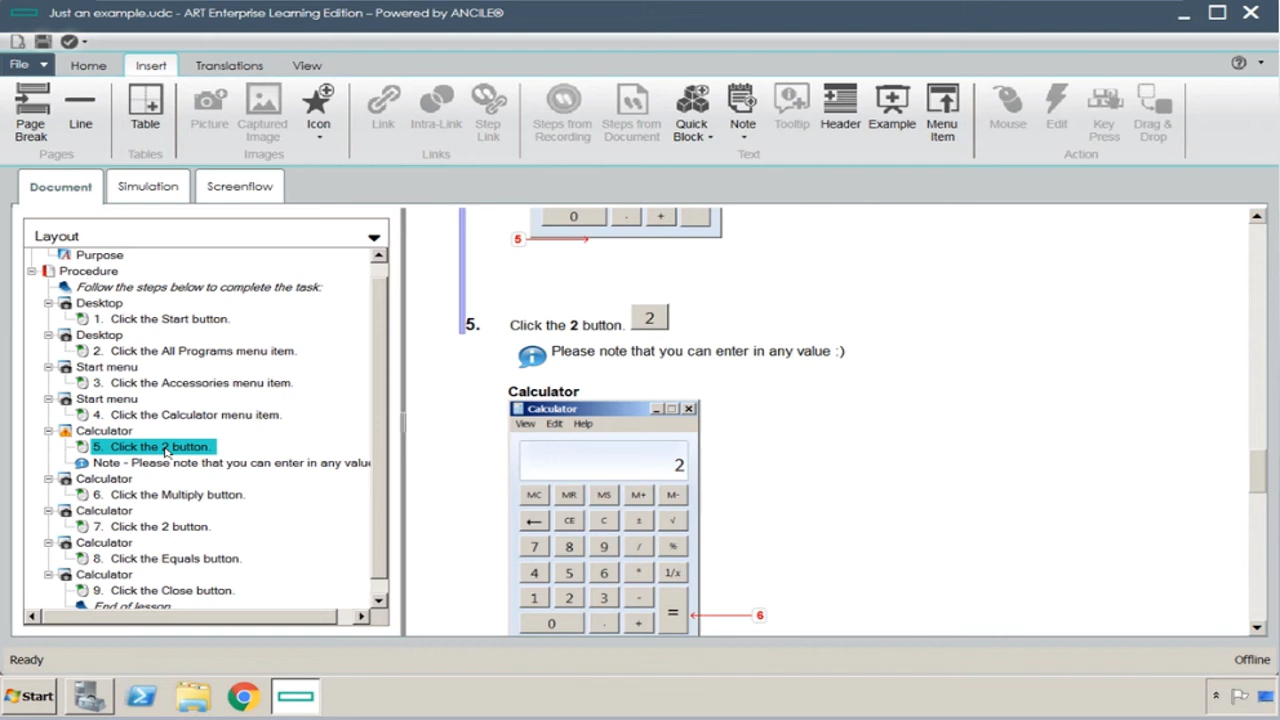 Just an example.udc - ART Enterprise Learning Edition – Powered by ANCILE®
File Home Insert Translations View
Page Break Line Table Picture Captured Image Icon Link Intra-Link Step Link Steps from Recording Steps from Document Quick Block Note Tooltip Header Example Menu Item Mouse Edit Key Press Drag & Drop
Pages Tables Images Links Text Action
Document Simulation Screenflow
Layout
Purpose
Procedure
Follow the steps below to complete the task:
Desktop
1. Click the Start button.
Desktop
2. Click the All Programs menu item.
Start menu
3. Click the Accessories menu item.
Start menu
4. Click the Calculator menu item.
Calculator
5. Click the 2 button.
Note - Please note that you can enter in any value
Calculator
6. Click the Multiply button.
Calculator
7. Click the 2 button.
Calculator
8. Click the Equals button.
Calculator
9. Click the Close button.
End of lesson
0 . +
5
5. Click the 2 button. 2
Please note that you can enter in any value :)
Calculator
Calculator
View Edit Help
2
MC MR MS M+ M-
← CE C ± √
7 8 9 / %
4 5 6 * 1/x
1 2 3 - =
0 . +
6
Ready Offline
Start